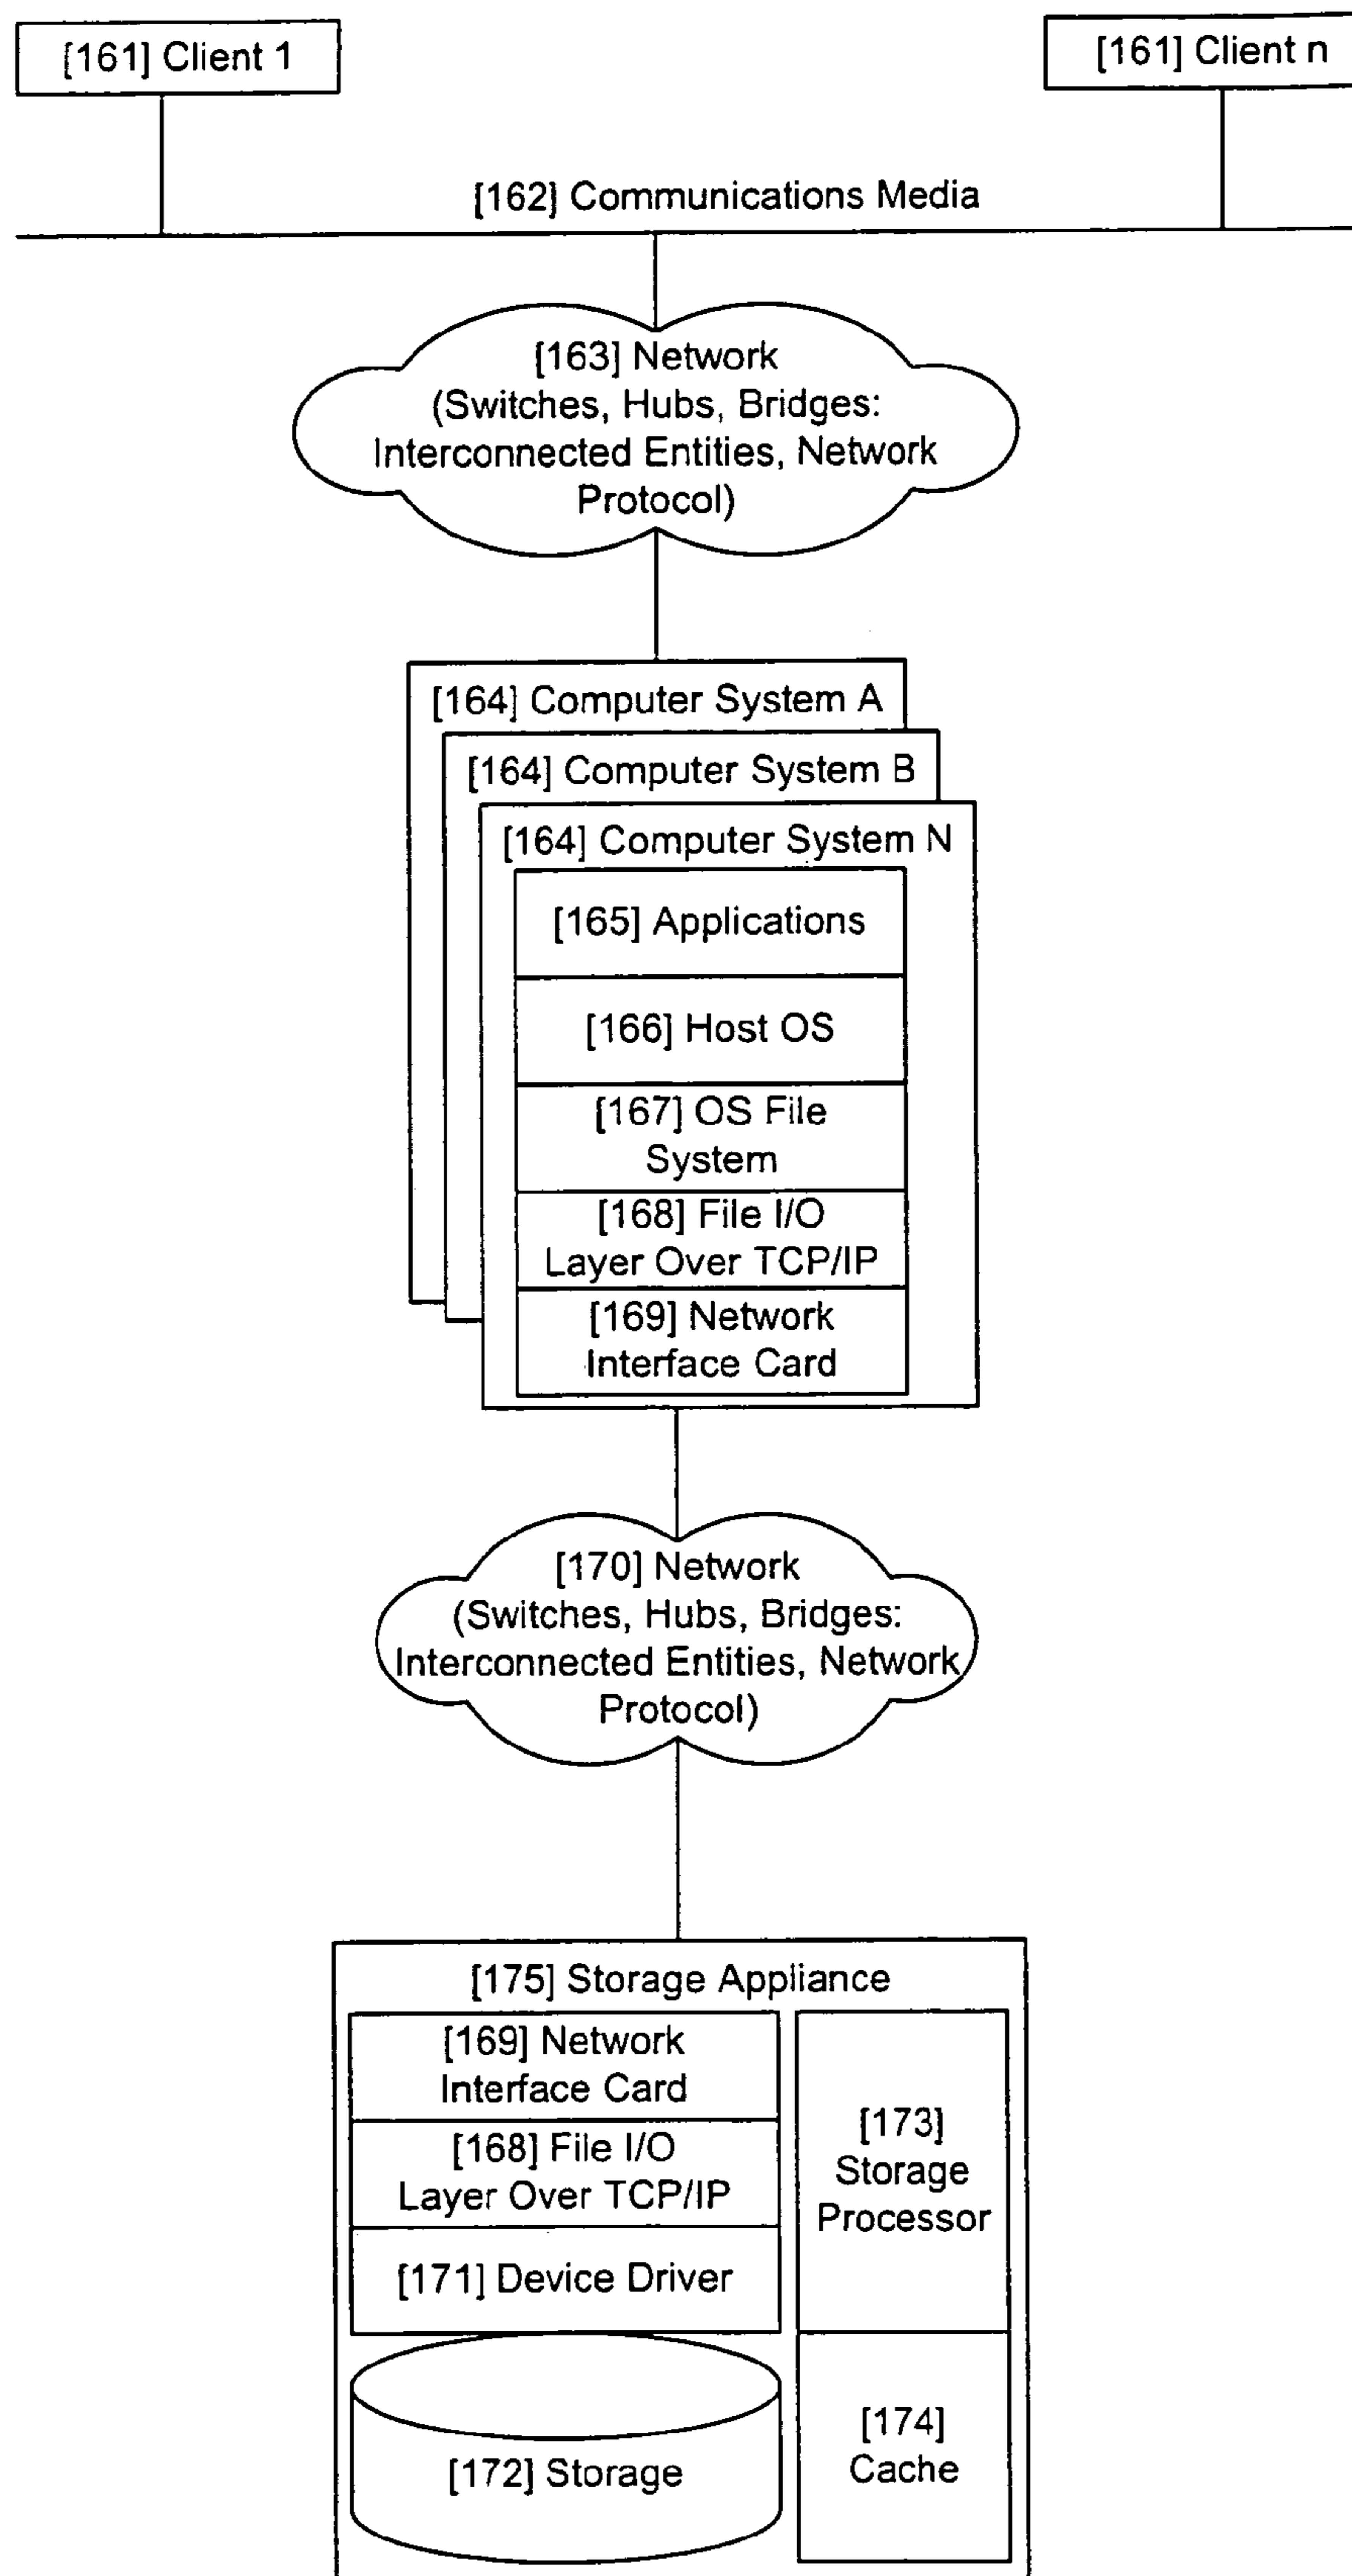 [161] Client 1
[161] Client n
[162] Communications Media
[163] Network
(Switches, Hubs, Bridges:
Interconnected Entities, Network
Protocol)
[164] Computer System A
[164] Computer System B
[164] Computer System N
[165] Applications
[166] Host OS
[167] OS File
System
[168] File I/O
Layer Over TCP/IP
[169] Network
Interface Card
[170] Network
(Switches, Hubs, Bridges:
Interconnected Entities, Network
Protocol)
[175] Storage Appliance
[169] Network
Interface Card
[168] File I/O
Layer Over TCP/IP
[171] Device Driver
[172] Storage
[173]
Storage
Processor
[174]
Cache